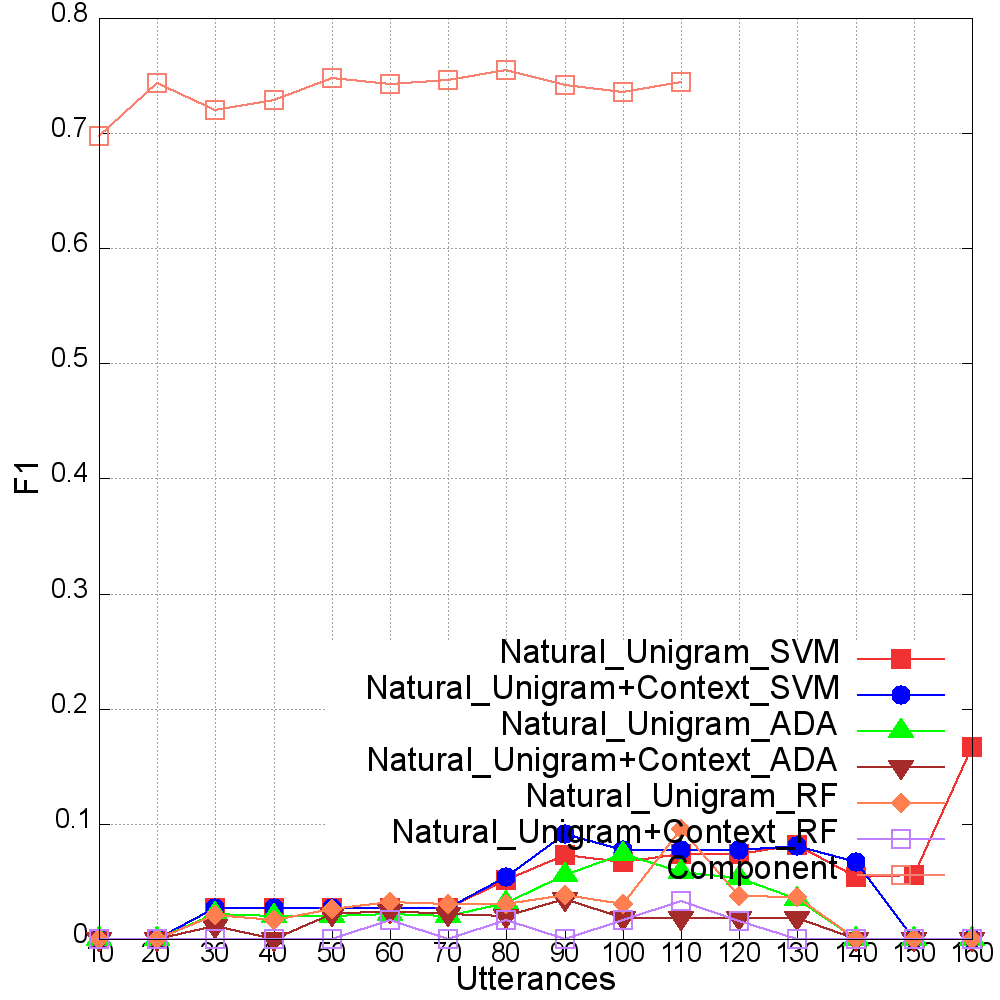 0.8
0.7
0.6
0.5
0.4
0.3
0.2
0.1
0
F1
Natural_Unigram_SVM
Natural_Unigram+Context_SVM
Natural_Unigram_ADA
Natural_Unigram+Context_ADA
Natural_Unigram_RF
Natural_Unigram+Context_RF
Component
10 20 30 40 50 60 70 80 90 100 110 120 130 140 150 160
Utterances